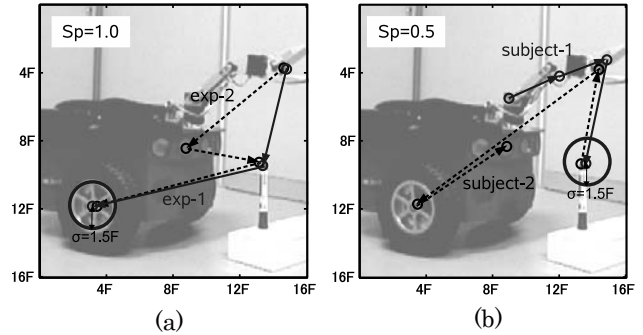 Sp=1.0
exp-2
exp-1
σ=1.5F
4F
8F
12F
16F
4F
8F
12F
16F
(a)
Sp=0.5
subject-1
subject-2
σ=1.5F
4F
8F
12F
16F
4F
8F
12F
16F
(b)